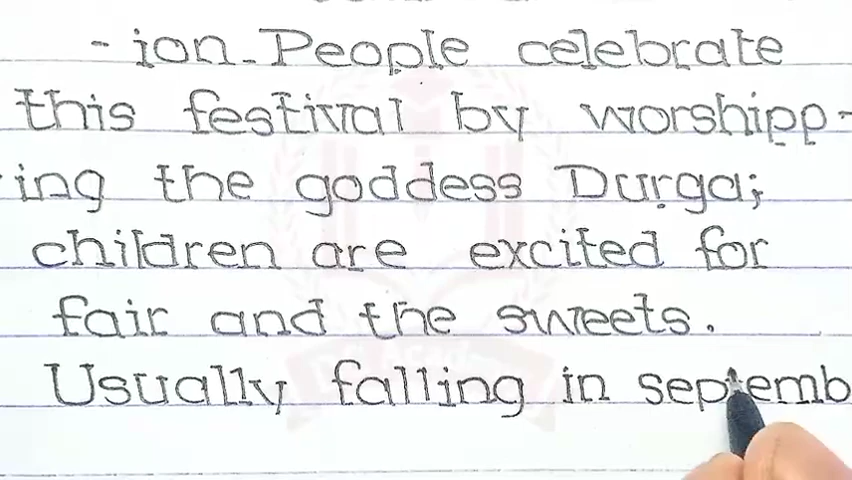 -ion. People celebrate
this festival by worshipp-
-ing the goddess Durga;
children are excited for
fair and the sweets.
Usually falling in septemb